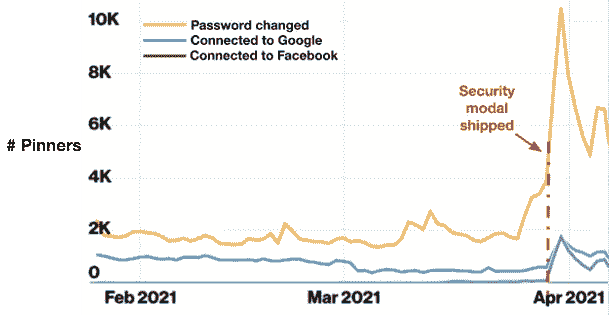 10K
Password changed
Connected to Google
8K
Connected to Facebook
Security
modal
6K
shipped
# Pinners
4K
2K
0
Feb 2021
Mar 2021
Apr 2021